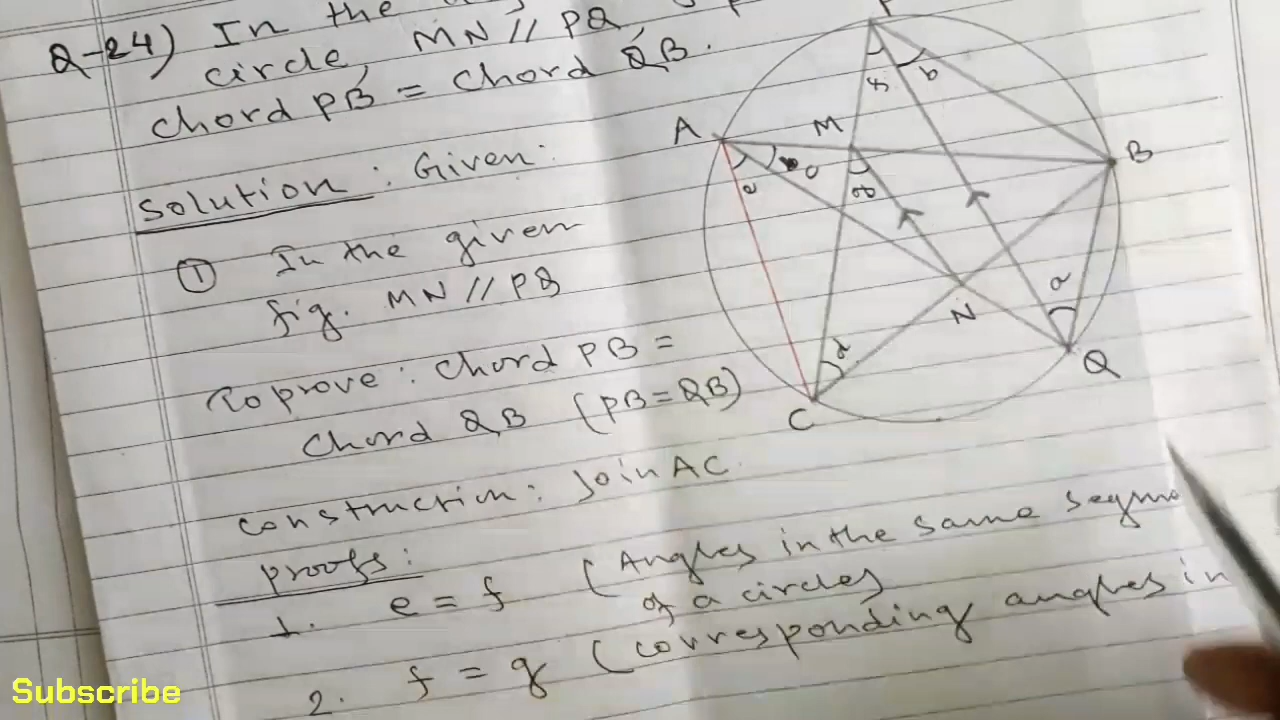 Q-24) In the
circle, MN // PQ,
chord PB = chord QB.
Solution : Given:
① In the given
fig. MN // PQ
To prove : chord PB =
chord QB (PB = QB)
construction: Join AC
proofs:
1. e = f (Angles in the same segme
of a circles
2. f = g (corresponding angles in
P
A
M
B
f
b
e
c
g
a
N
d
Q
C
Subscribe